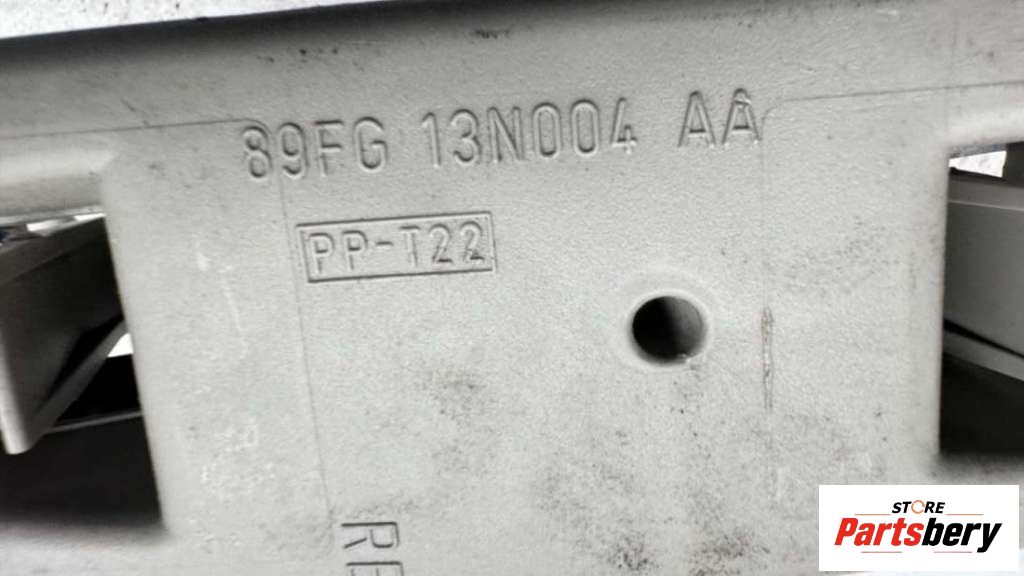 89FG 13N004 AA
PP-T22
STORE
Partsbery